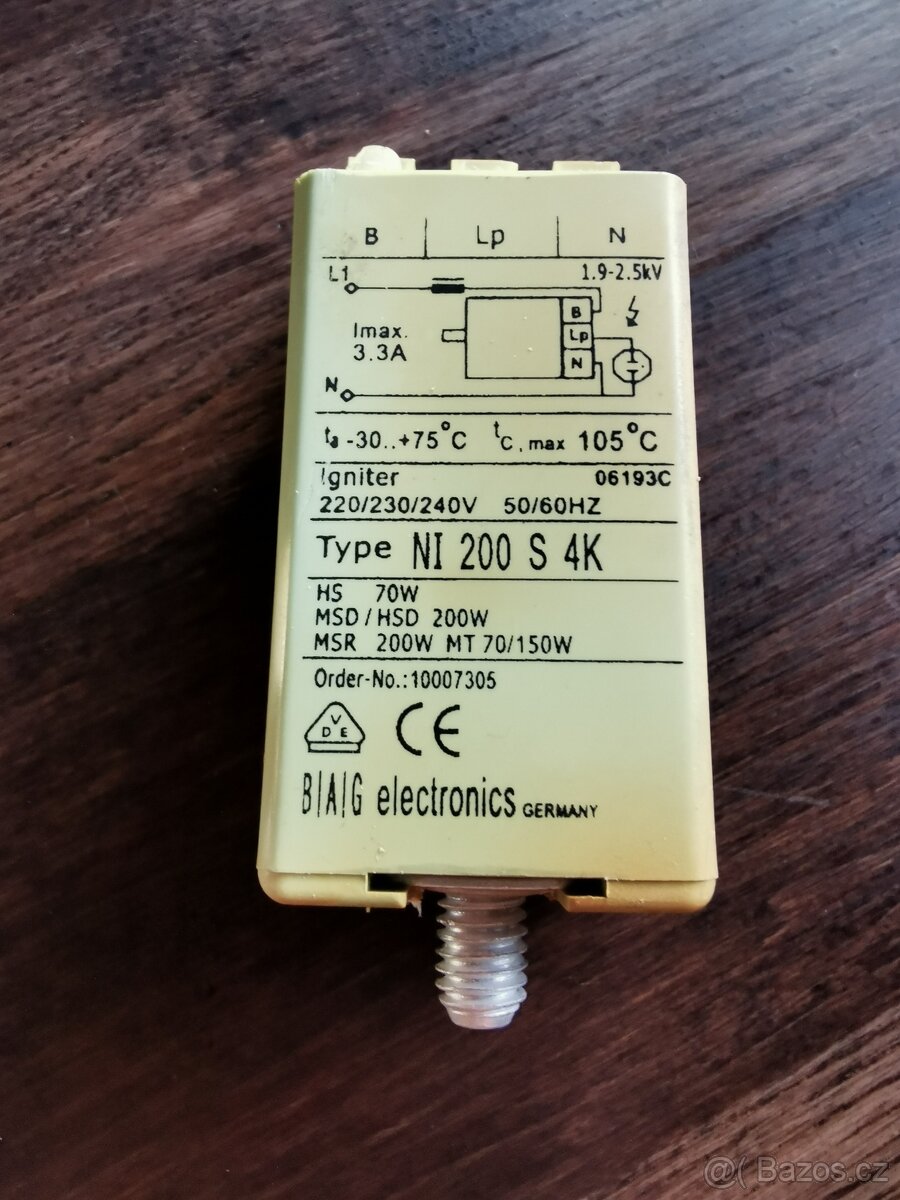 B Lp N
L1 1.9-2.5kV
B
Imax. Lp
3.3A N
N
ta -30..+75°C tc, max 105°C
Igniter 06193C
220/230/240V 50/60HZ
Type NI 200 S 4K
HS 70W
MSD/HSD 200W
MSR 200W MT 70/150W
Order-No.:10007305
V
D E CE
B|A|G electronics GERMANY
@( Bazos.cz